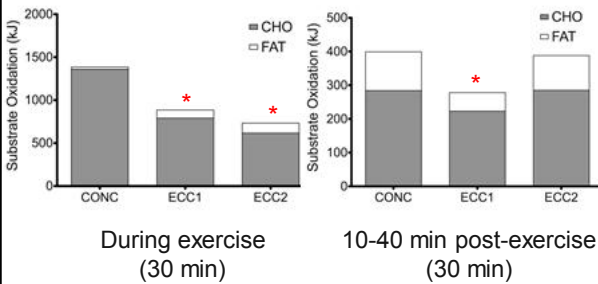 Substrate Oxidation (kJ)
2000
1500
1000
500
0
CHO
FAT
*
*
CONC
ECC1
ECC2
During exercise
(30 min)
Substrate Oxidation (kJ)
500
400
300
200
100
0
CHO
FAT
*
CONC
ECC1
ECC2
10-40 min post-exercise
(30 min)